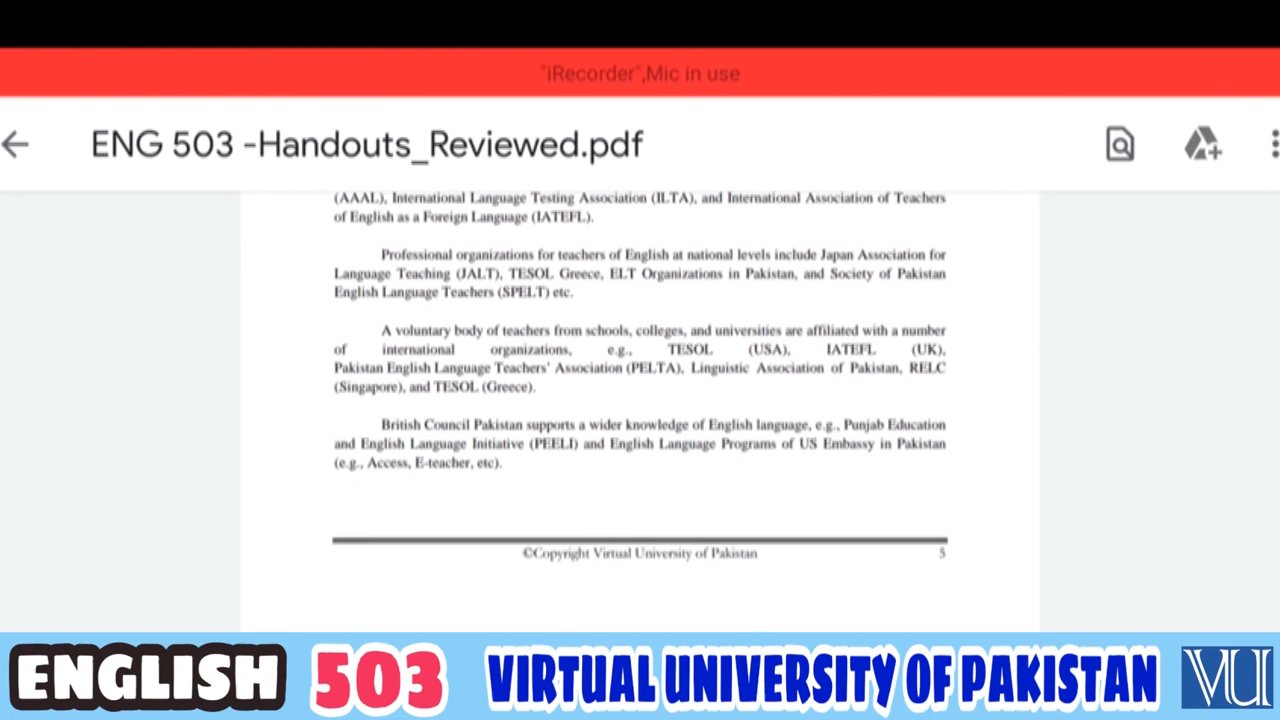 "iRecorder",Mic in use
ENG 503 -Handouts_Reviewed.pdf
(AAAL), International Language Testing Association (ILTA), and International Association of Teachers
of English as a Foreign Language (IATEFL).
Professional organizations for teachers of English at national levels include Japan Association for
Language Teaching (JALT), TESOL Greece, ELT Organizations in Pakistan, and Society of Pakistan
English Language Teachers (SPELT) etc.
A voluntary body of teachers from schools, colleges, and universities are affiliated with a number
of international organizations, e.g., TESOL (USA), IATEFL (UK),
Pakistan English Language Teachers' Association (PELTA), Linguistic Association of Pakistan, RELC
(Singapore), and TESOL (Greece).
British Council Pakistan supports a wider knowledge of English language, e.g., Punjab Education
and English Language Initiative (PEELI) and English Language Programs of US Embassy in Pakistan
(e.g., Access, E-teacher, etc).
©Copyright Virtual University of Pakistan 5
ENGLISH 503 VIRTUAL UNIVERSITY OF PAKISTAN VU